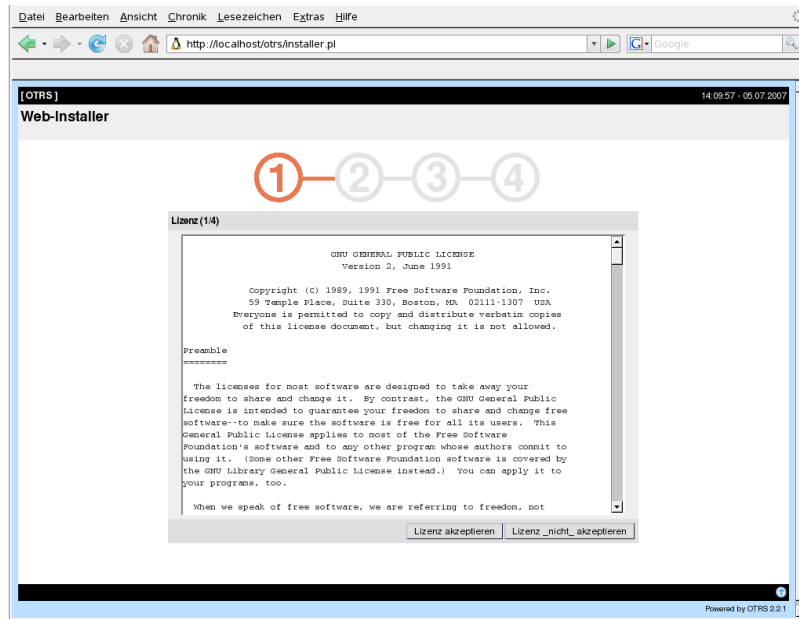 Datei Bearbeiten Ansicht Chronik Lesezeichen Extras Hilfe
http://localhost/otrs/installer.pl
G Google
[ OTRS ]
14:09:57 - 05.07.2007
Web-Installer
1 2 3 4
Lizenz (1/4)
GNU GENERAL PUBLIC LICENSE
Version 2, June 1991
Copyright (C) 1989, 1991 Free Software Foundation, Inc.
59 Temple Place, Suite 330, Boston, MA 02111-1307 USA
Everyone is permitted to copy and distribute verbatim copies
of this license document, but changing it is not allowed.
Preamble
========
The licenses for most software are designed to take away your
freedom to share and change it. By contrast, the GNU General Public
License is intended to guarantee your freedom to share and change free
software--to make sure the software is free for all its users. This
General Public License applies to most of the Free Software
Foundation's software and to any other program whose authors commit to
using it. (Some other Free Software Foundation software is covered by
the GNU Library General Public License instead.) You can apply it to
your programs, too.
When we speak of free software, we are referring to freedom, not
Lizenz akzeptieren Lizenz _nicht_ akzeptieren
Powered by OTRS 2.2.1